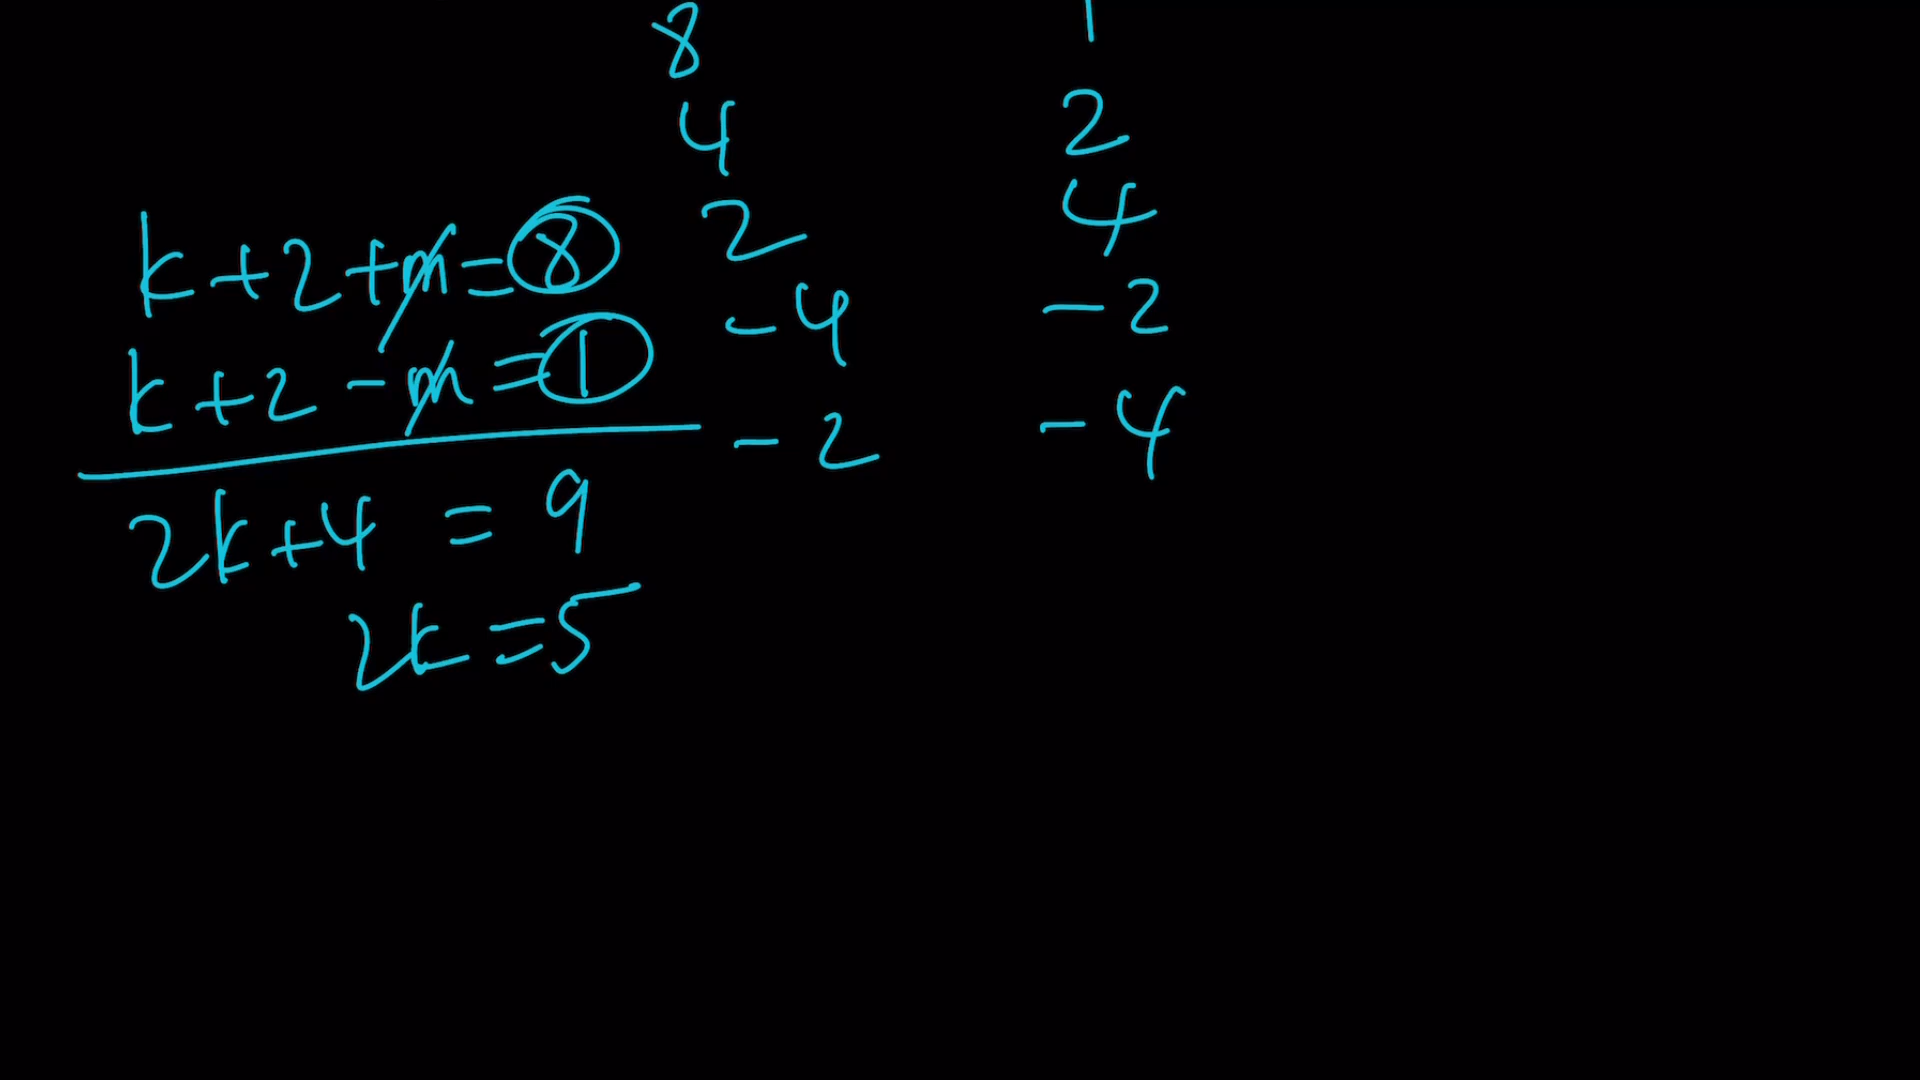 8 1
4 2
k+2+m=8 2 4
-4 -2
k+2-m=1
-2 -4
2k+4 = 9
2k=5